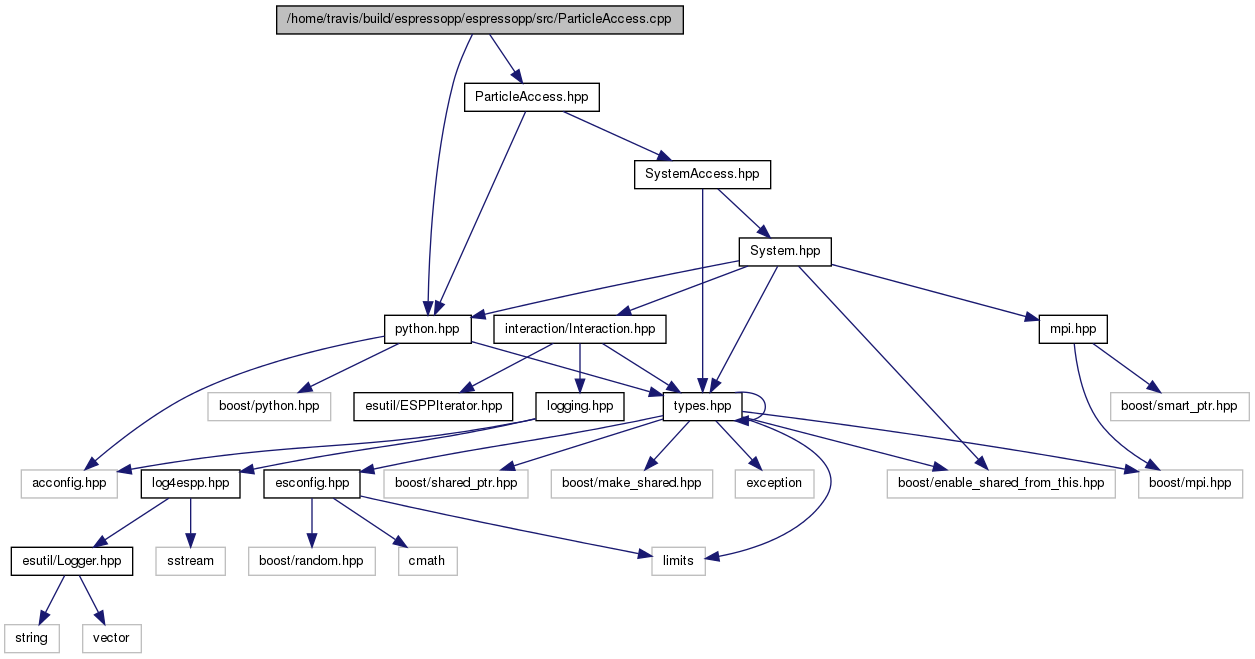 /home/travis/build/espressopp/espressopp/src/ParticleAccess.cpp
ParticleAccess.hpp
SystemAccess.hpp
System.hpp
python.hpp
interaction/Interaction.hpp
mpi.hpp
boost/python.hpp
esutil/ESPPIterator.hpp
logging.hpp
types.hpp
boost/smart_ptr.hpp
acconfig.hpp
log4espp.hpp
esconfig.hpp
boost/shared_ptr.hpp
boost/make_shared.hpp
exception
boost/enable_shared_from_this.hpp
boost/mpi.hpp
esutil/Logger.hpp
sstream
boost/random.hpp
cmath
limits
string
vector